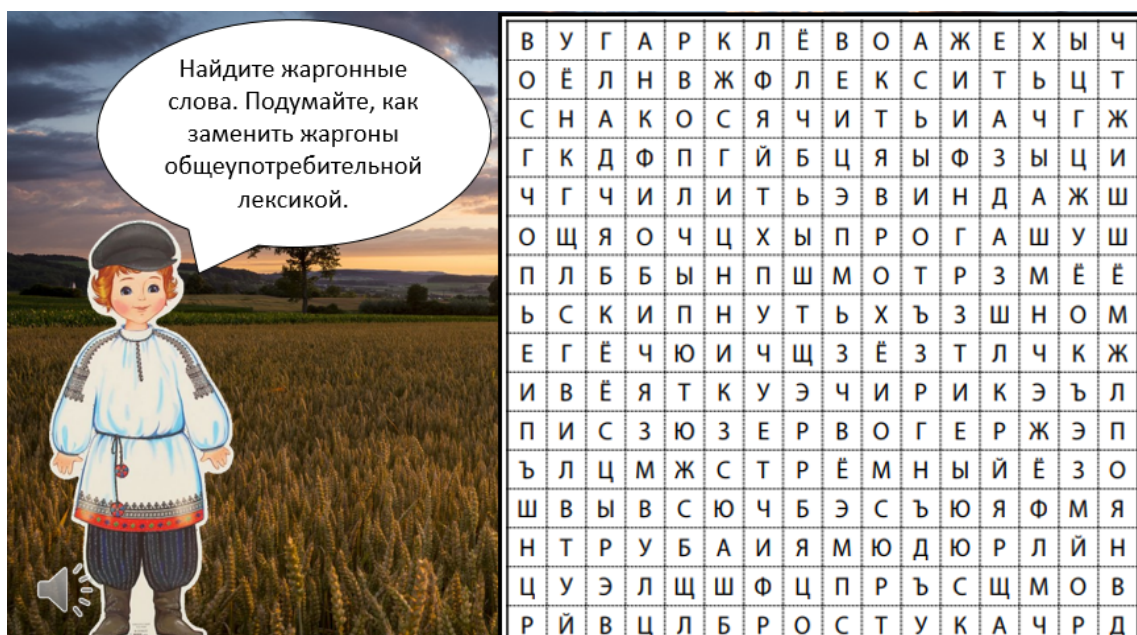 Найдите жаргонные
слова. Подумайте, как
заменить жаргоны
общеупотребительной
лексикой.
В У Г А Р К Л Ё В О А Ж Е Х Ы Ч
О Ё Л Н В Ж Ф Л Е К С И Т Ь Ц Т
С Н А К О С Я Ч И Т Ь И А Ч Г Ж
Г К Д Ф П Г Й Б Ц Я Ы Ф З Ы Ц И
Ч Г Ч И Л И Т Ь Э В И Н Д А Ж Ш
О Щ Я О Ч Ц Х Ы П Р О Г А Ш У Ш
П Л Б Б Ы Н П Ш М О Т Р З М Ё Ё
Ь С К И П Н У Т Ь Х Ъ З Ш Н О М
Е Г Ё Ч Ю И Ч Щ З Ё З Т Л Ч К Ж
И В Ё Я Т К У Э Ч И Р И К Э Ъ Л
П И С З Ю З Е Р В О Г Е Р Ж Э П
Ъ Л Ц М Ж С Т Р Ё М Н Ы Й Ё З О
Ш В Ы В С Ю Ч Б Э С Ъ Ю Я Ф М Я
Н Т Р У Б А И Я М Ю Д Ю Р Л Й Н
Ц У Э Л Щ Ш Ф Ц П Р Ъ С Щ М О В
Р Й В Ц Л Б Р О С Т У К А Ч Р Д